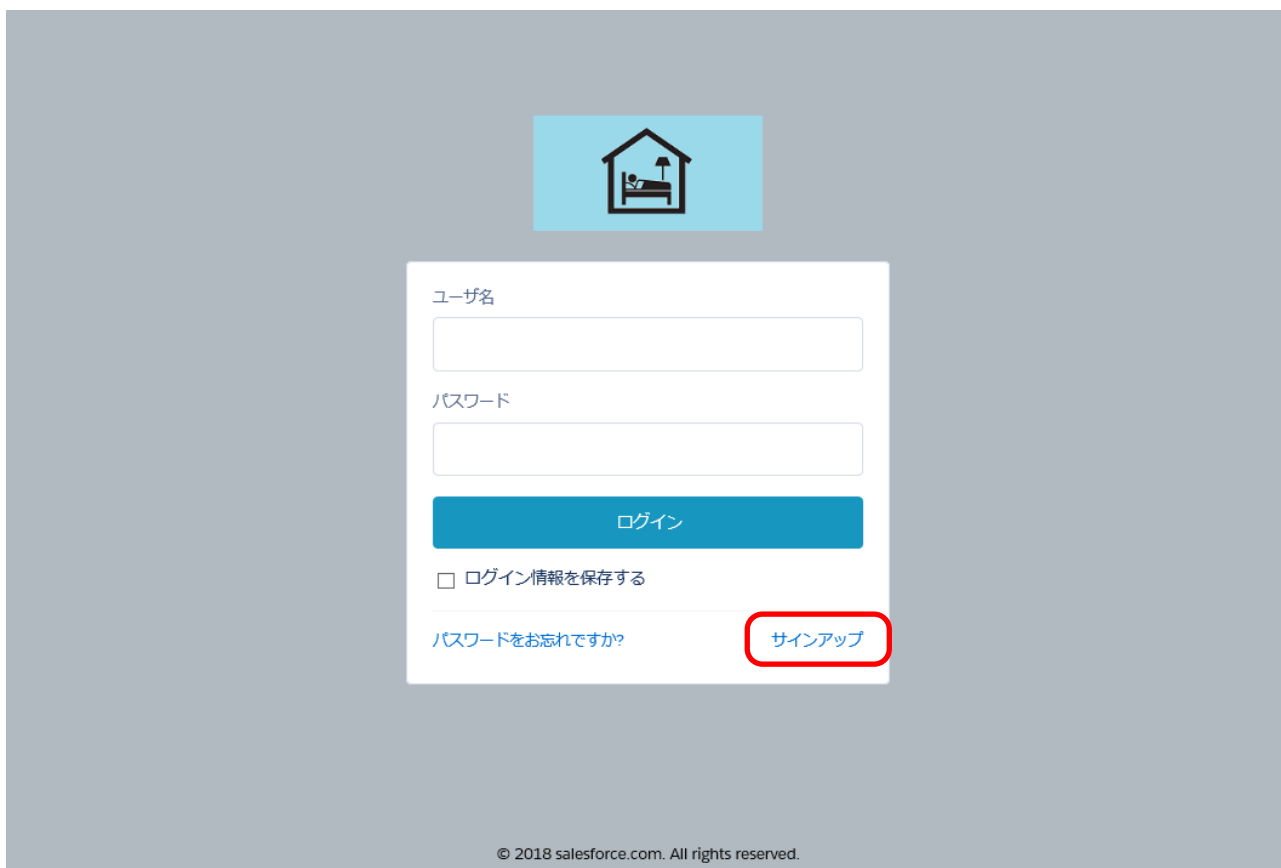 ユーザ名
パスワード
ログイン
ログイン情報を保存する
パスワードをお忘れですか?
サインアップ
© 2018 salesforce.com. All rights reserved.